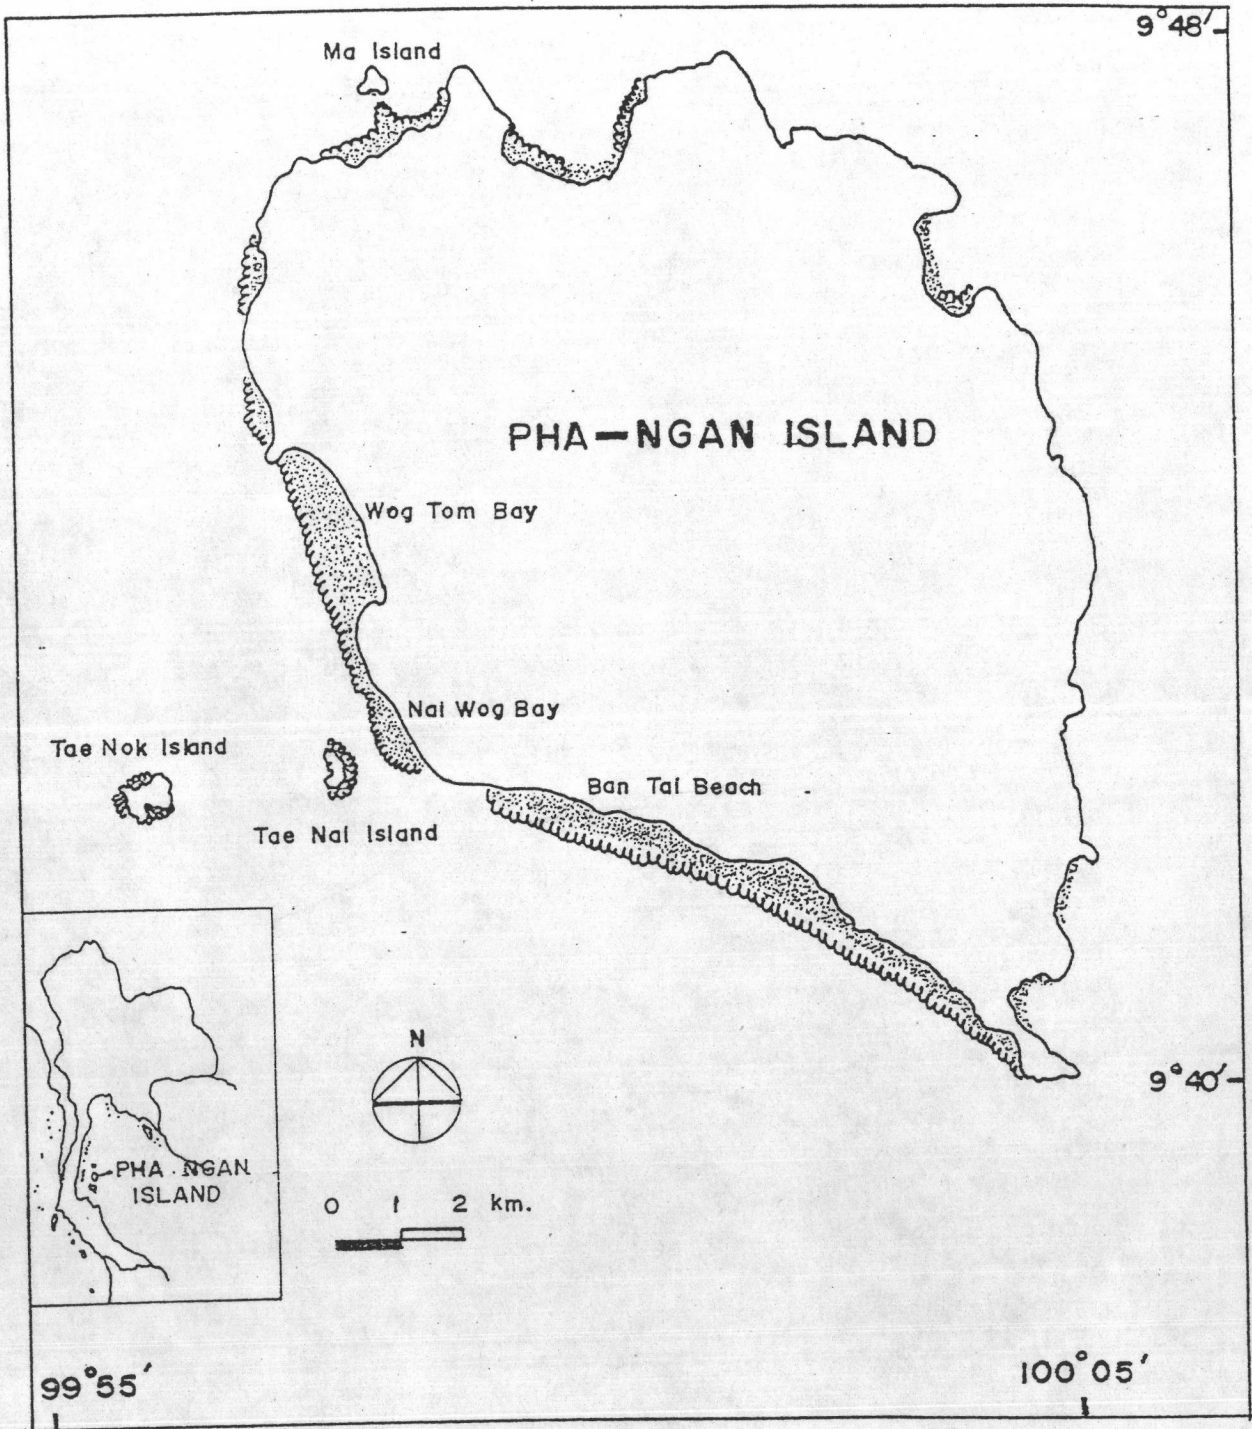 9°48'
Ma Island
PHA-NGAN ISLAND
Wog Tom Bay
Nai Wog Bay
Tae Nok Island
Ban Tai Beach
Tae Nai Island
N
9°40'
PHA NGAN
ISLAND
0 1 2 km.
99°55'
100°05'